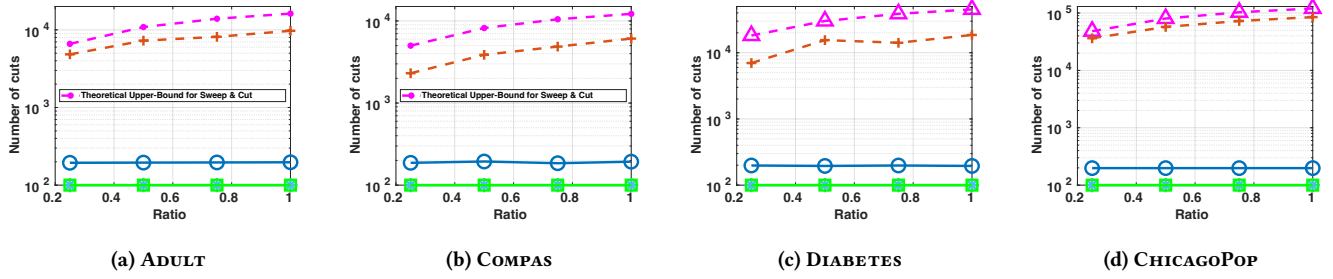 10^4
10^3
10^2
0.2 0.4 0.6 0.8 1
Number of cuts
Ratio
Theoretical Upper-Bound for Sweep & Cut
(a) Adult
10^4
10^3
10^2
0.2 0.4 0.6 0.8 1
Number of cuts
Ratio
Theoretical Upper-Bound for Sweep & Cut
(b) Compas
10^4
10^3
10^2
0.2 0.4 0.6 0.8 1
Number of cuts
Ratio
(c) Diabetes
10^5
10^4
10^3
10^2
0.2 0.4 0.6 0.8 1
Number of cuts
Ratio
(d) ChicagoPop